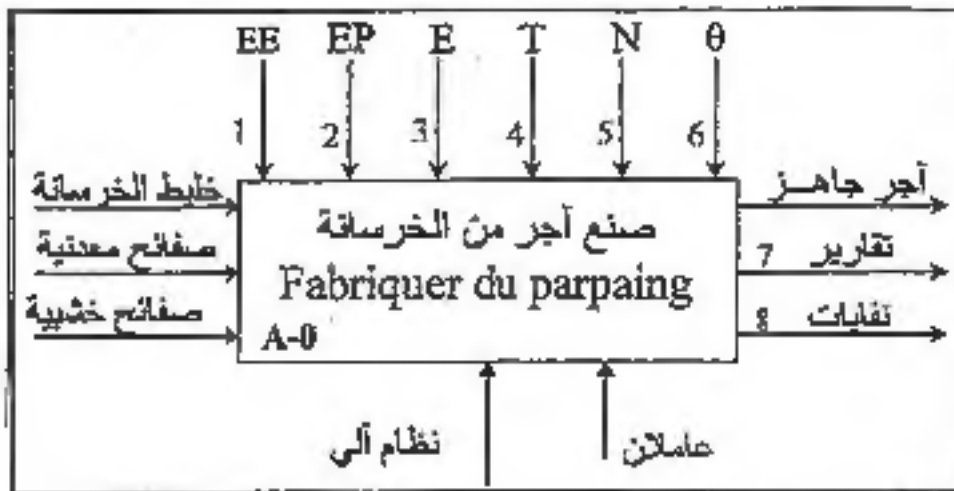 EE EP E T N θ
1 2 3 4 5 6
خليط الخرسانة
صفائح معدنية
صفائح خشبية
صنع آجر من الخرسانة
Fabriquer du parpaing
A-0
آجر جاهــز
7 تقارير
8 نفايات
نظام آلي
عاملان